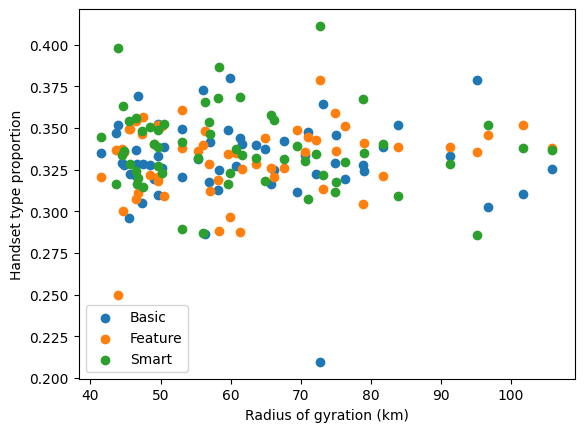 0.400
0.375
0.350
0.325
0.300
0.275
0.250
0.225
0.200
Handset type proportion
Basic
Feature
Smart
40 50 60 70 80 90 100
Radius of gyration (km)